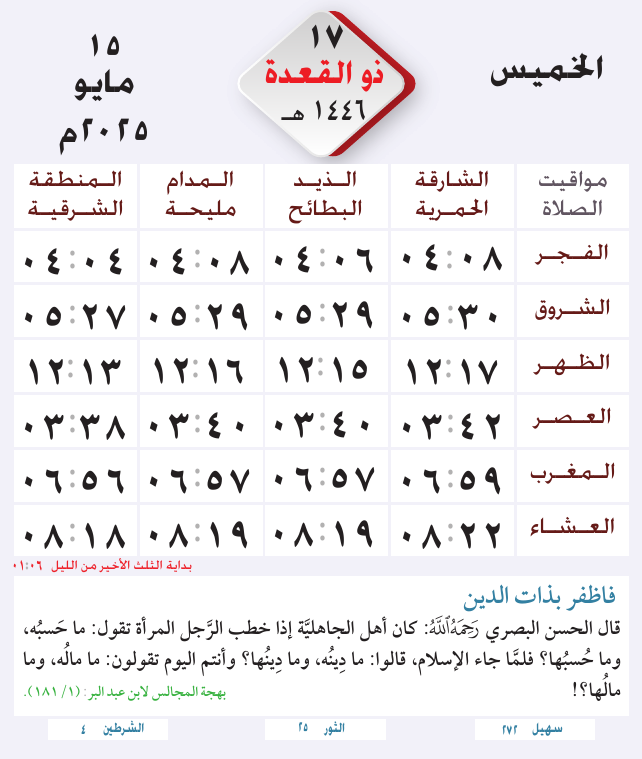 الخميس
١٧
ذو القعدة
١٤٤٦ هـ
١٥
مايو
٢٠٢٥م
مواقيت الصلاة	الشارقة الحمرية	الذيد البطائح	المدام مليحة	المنطقة الشرقية
الفجر	٠٤:٠٨	٠٤:٠٦	٠٤:٠٨	٠٤:٠٤
الشروق	٠٥:٣٠	٠٥:٢٩	٠٥:٢٩	٠٥:٢٧
الظهر	١٢:١٧	١٢:١٥	١٢:١٦	١٢:١٣
العصر	٠٣:٤٢	٠٣:٤٠	٠٣:٤٠	٠٣:٣٨
المغرب	٠٦:٥٩	٠٦:٥٧	٠٦:٥٧	٠٦:٥٦
العشاء	٠٨:٢٢	٠٨:١٩	٠٨:١٩	٠٨:١٨
بداية الثلث الأخير من الليل ٠١:٠٦
فاظفر بذات الدين
قال الحسن البصري رَحِمَهُ ٱللَّهُ: كان أهل الجاهليَّة إذا خطب الرَّجل المرأة تقول: ما حَسبُه،
وما حُسبُها؟ فلمَّا جاء الإسلام، قالوا: ما دِينُه، وما دِينُها؟ وأنتم اليوم تقولون: ما مالُه، وما
مالُها؟! بهجة المجالس لابن عبد البر: (١/ ١٨١).
سهيل ٢٧٢
الثور ٢٥
الشرطين ٤